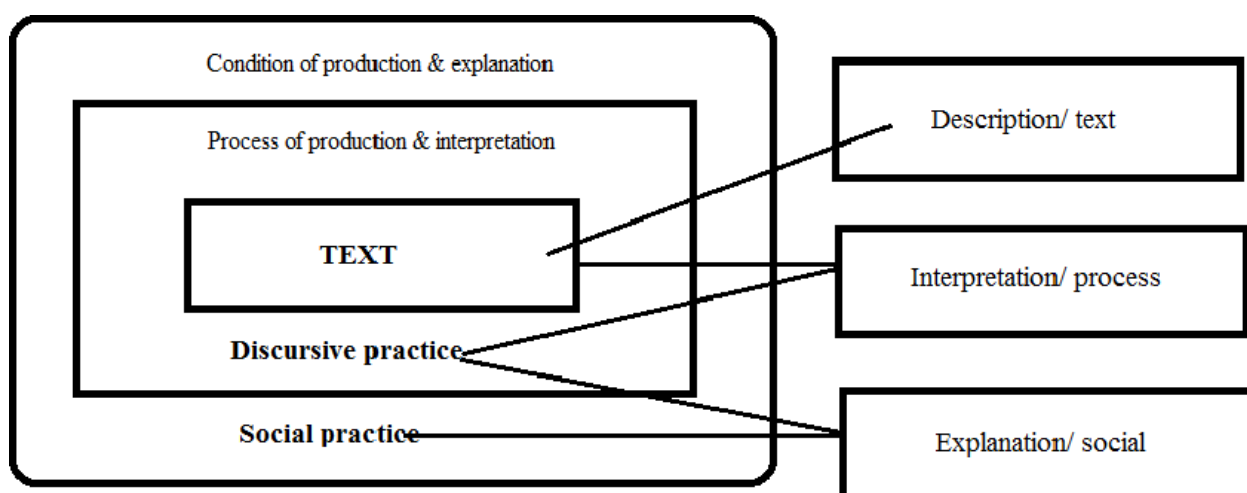 Condition of production & explanation
Process of production & interpretation
TEXT
Discursive practice
Social practice
Description/ text
Interpretation/ process
Explanation/ social